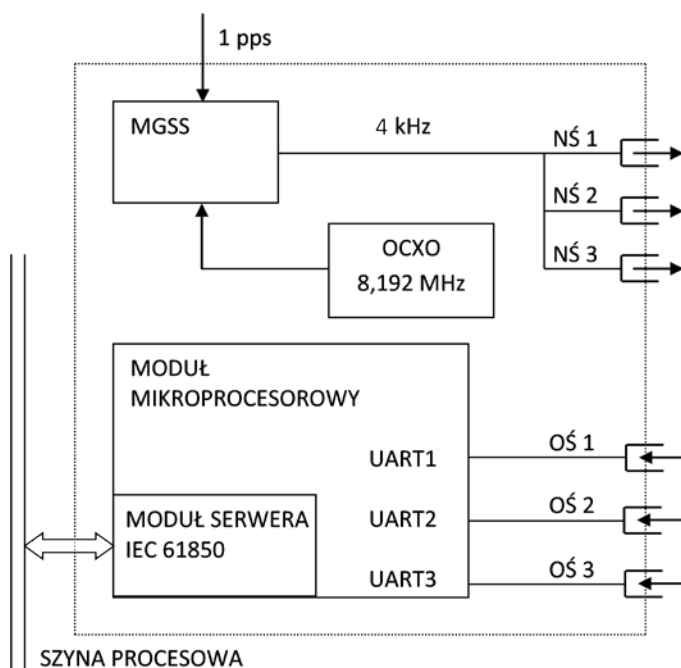 1 pps
MGSS
4 kHz
NŚ 1
NŚ 2
NŚ 3
OCXO
8,192 MHz
MODUŁ
MIKROPROCESOROWY
UART1
OŚ 1
MODUŁ SERWERA
IEC 61850
UART2
OŚ 2
UART3
OŚ 3
SZYNA PROCESOWA